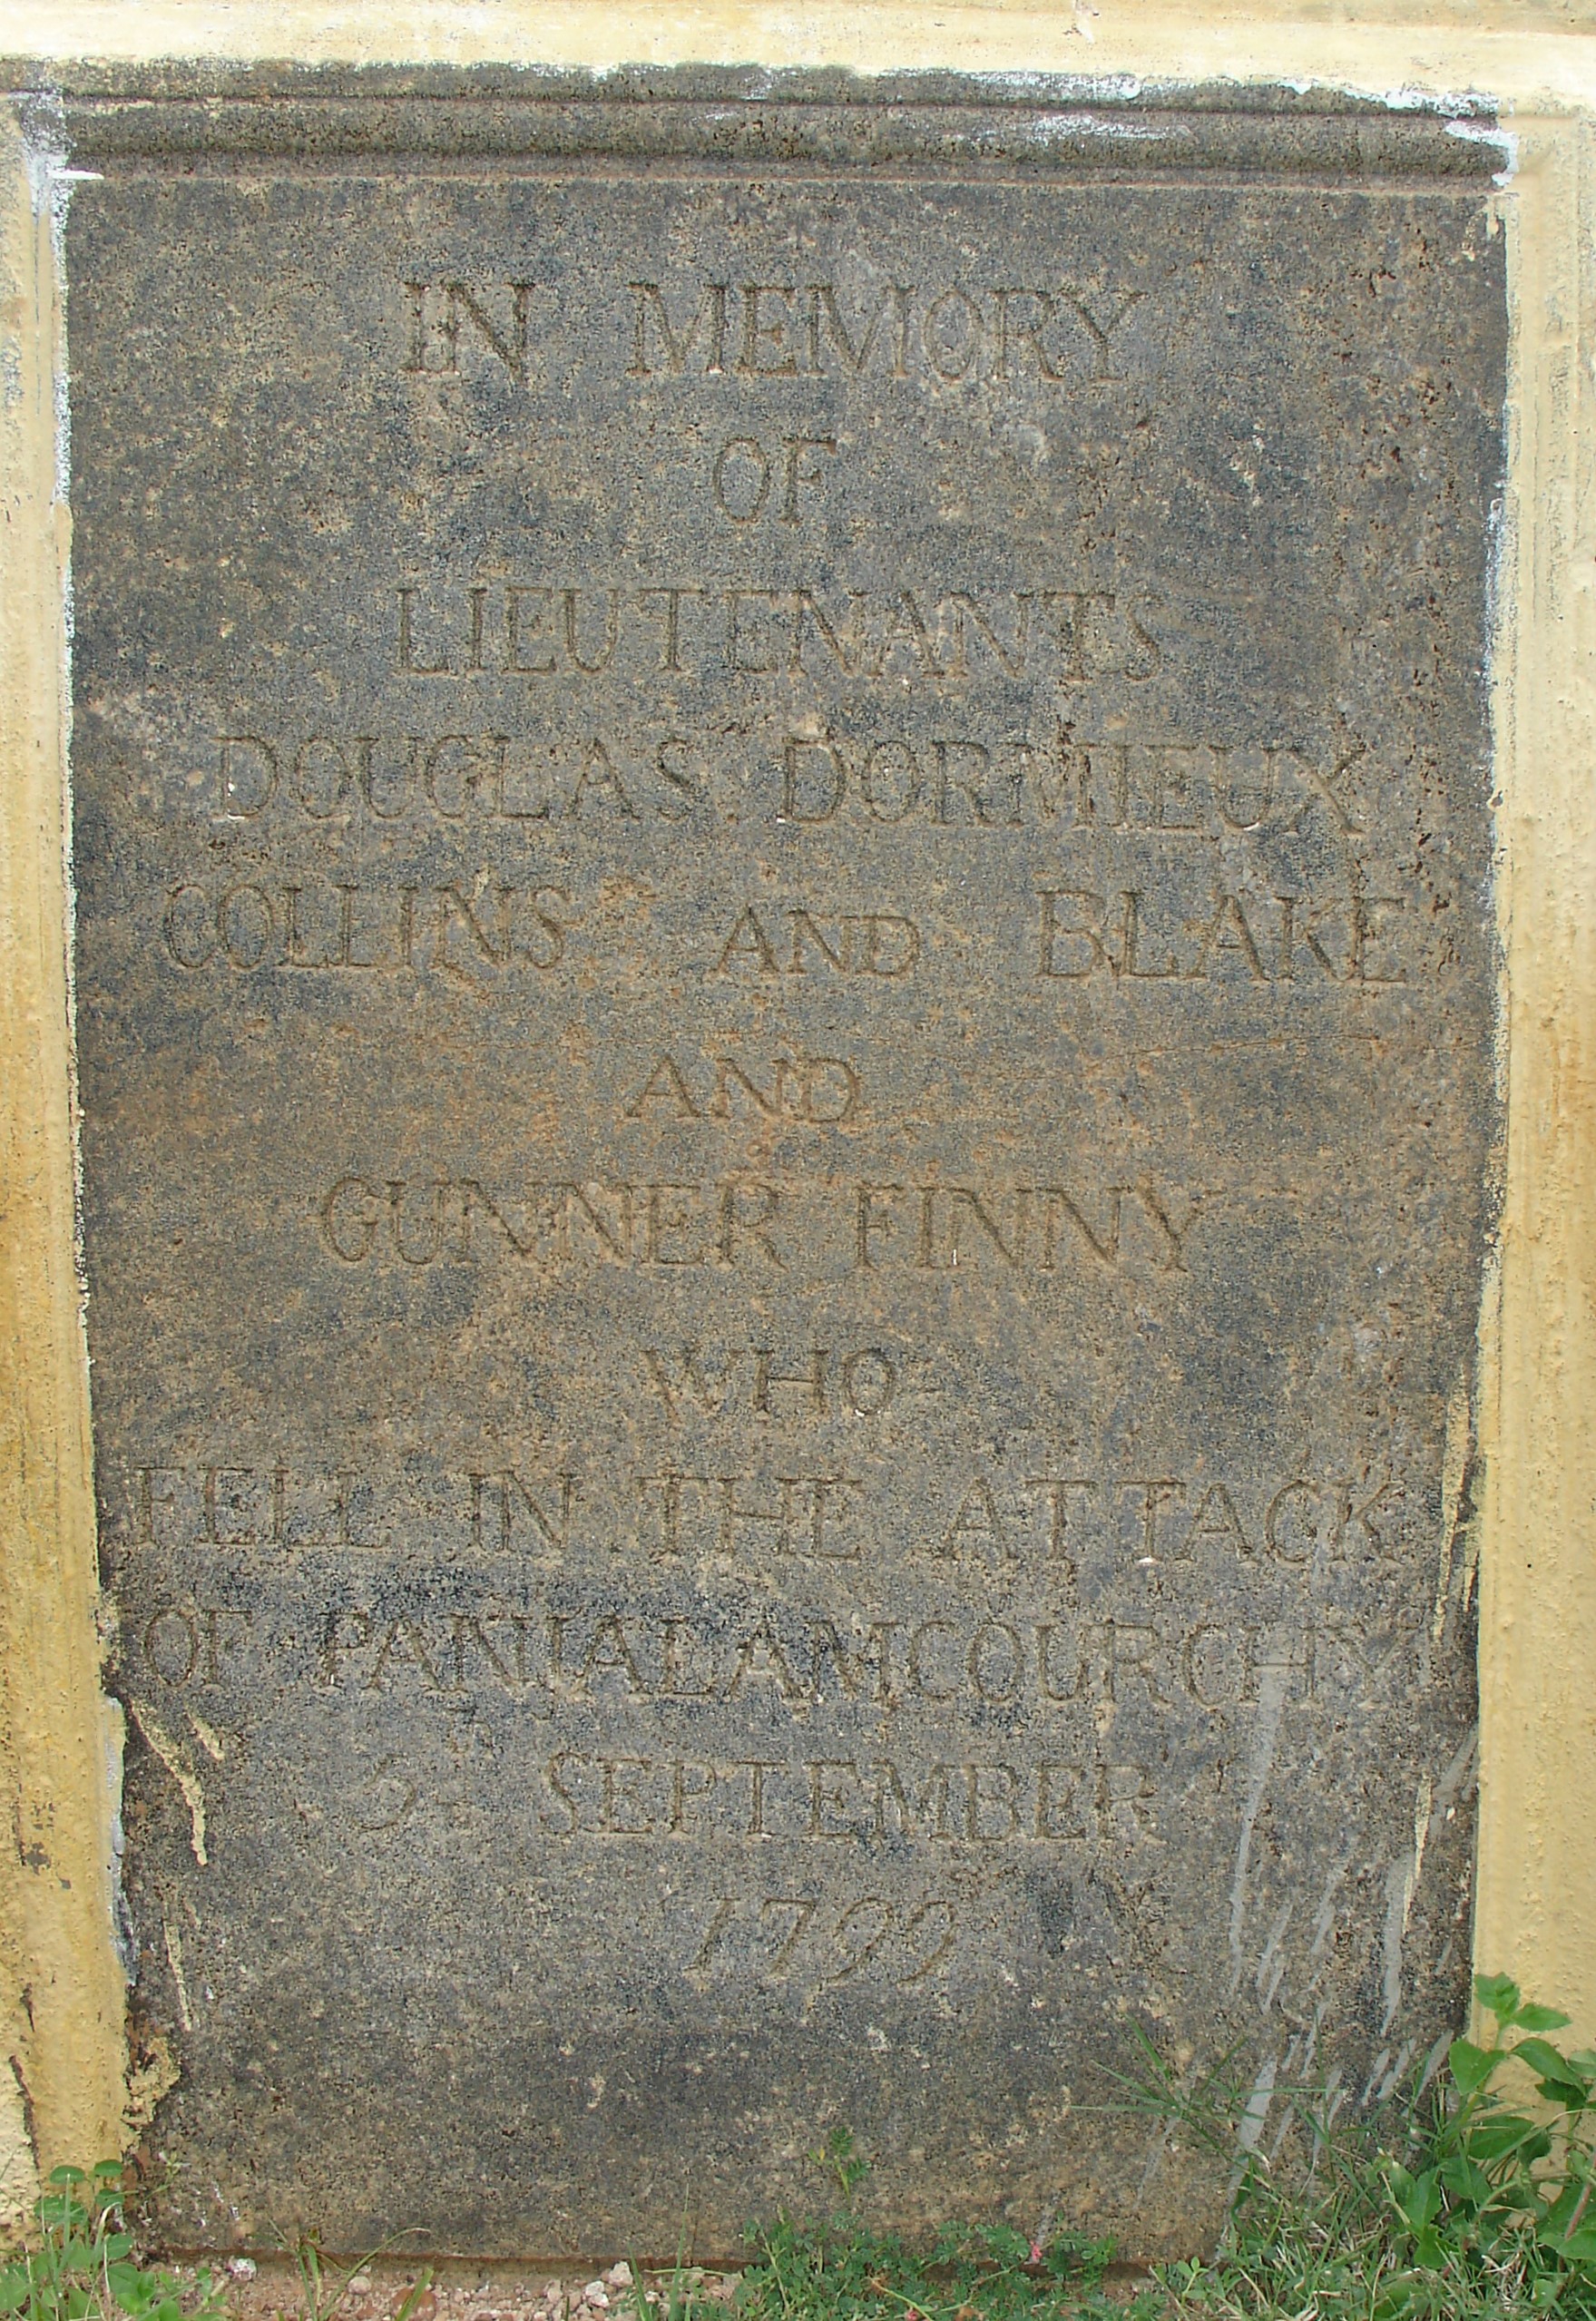 IN MEMORY
OF
LIEUTENANTS
DOUGLAS DORMIEUX
COLLINS AND BLAKE
AND
GUNNER FINNY
WHO
FELL IN THE ATTACK
OF PANIALAMCOURCHY
5 SEPTEMBER
1799